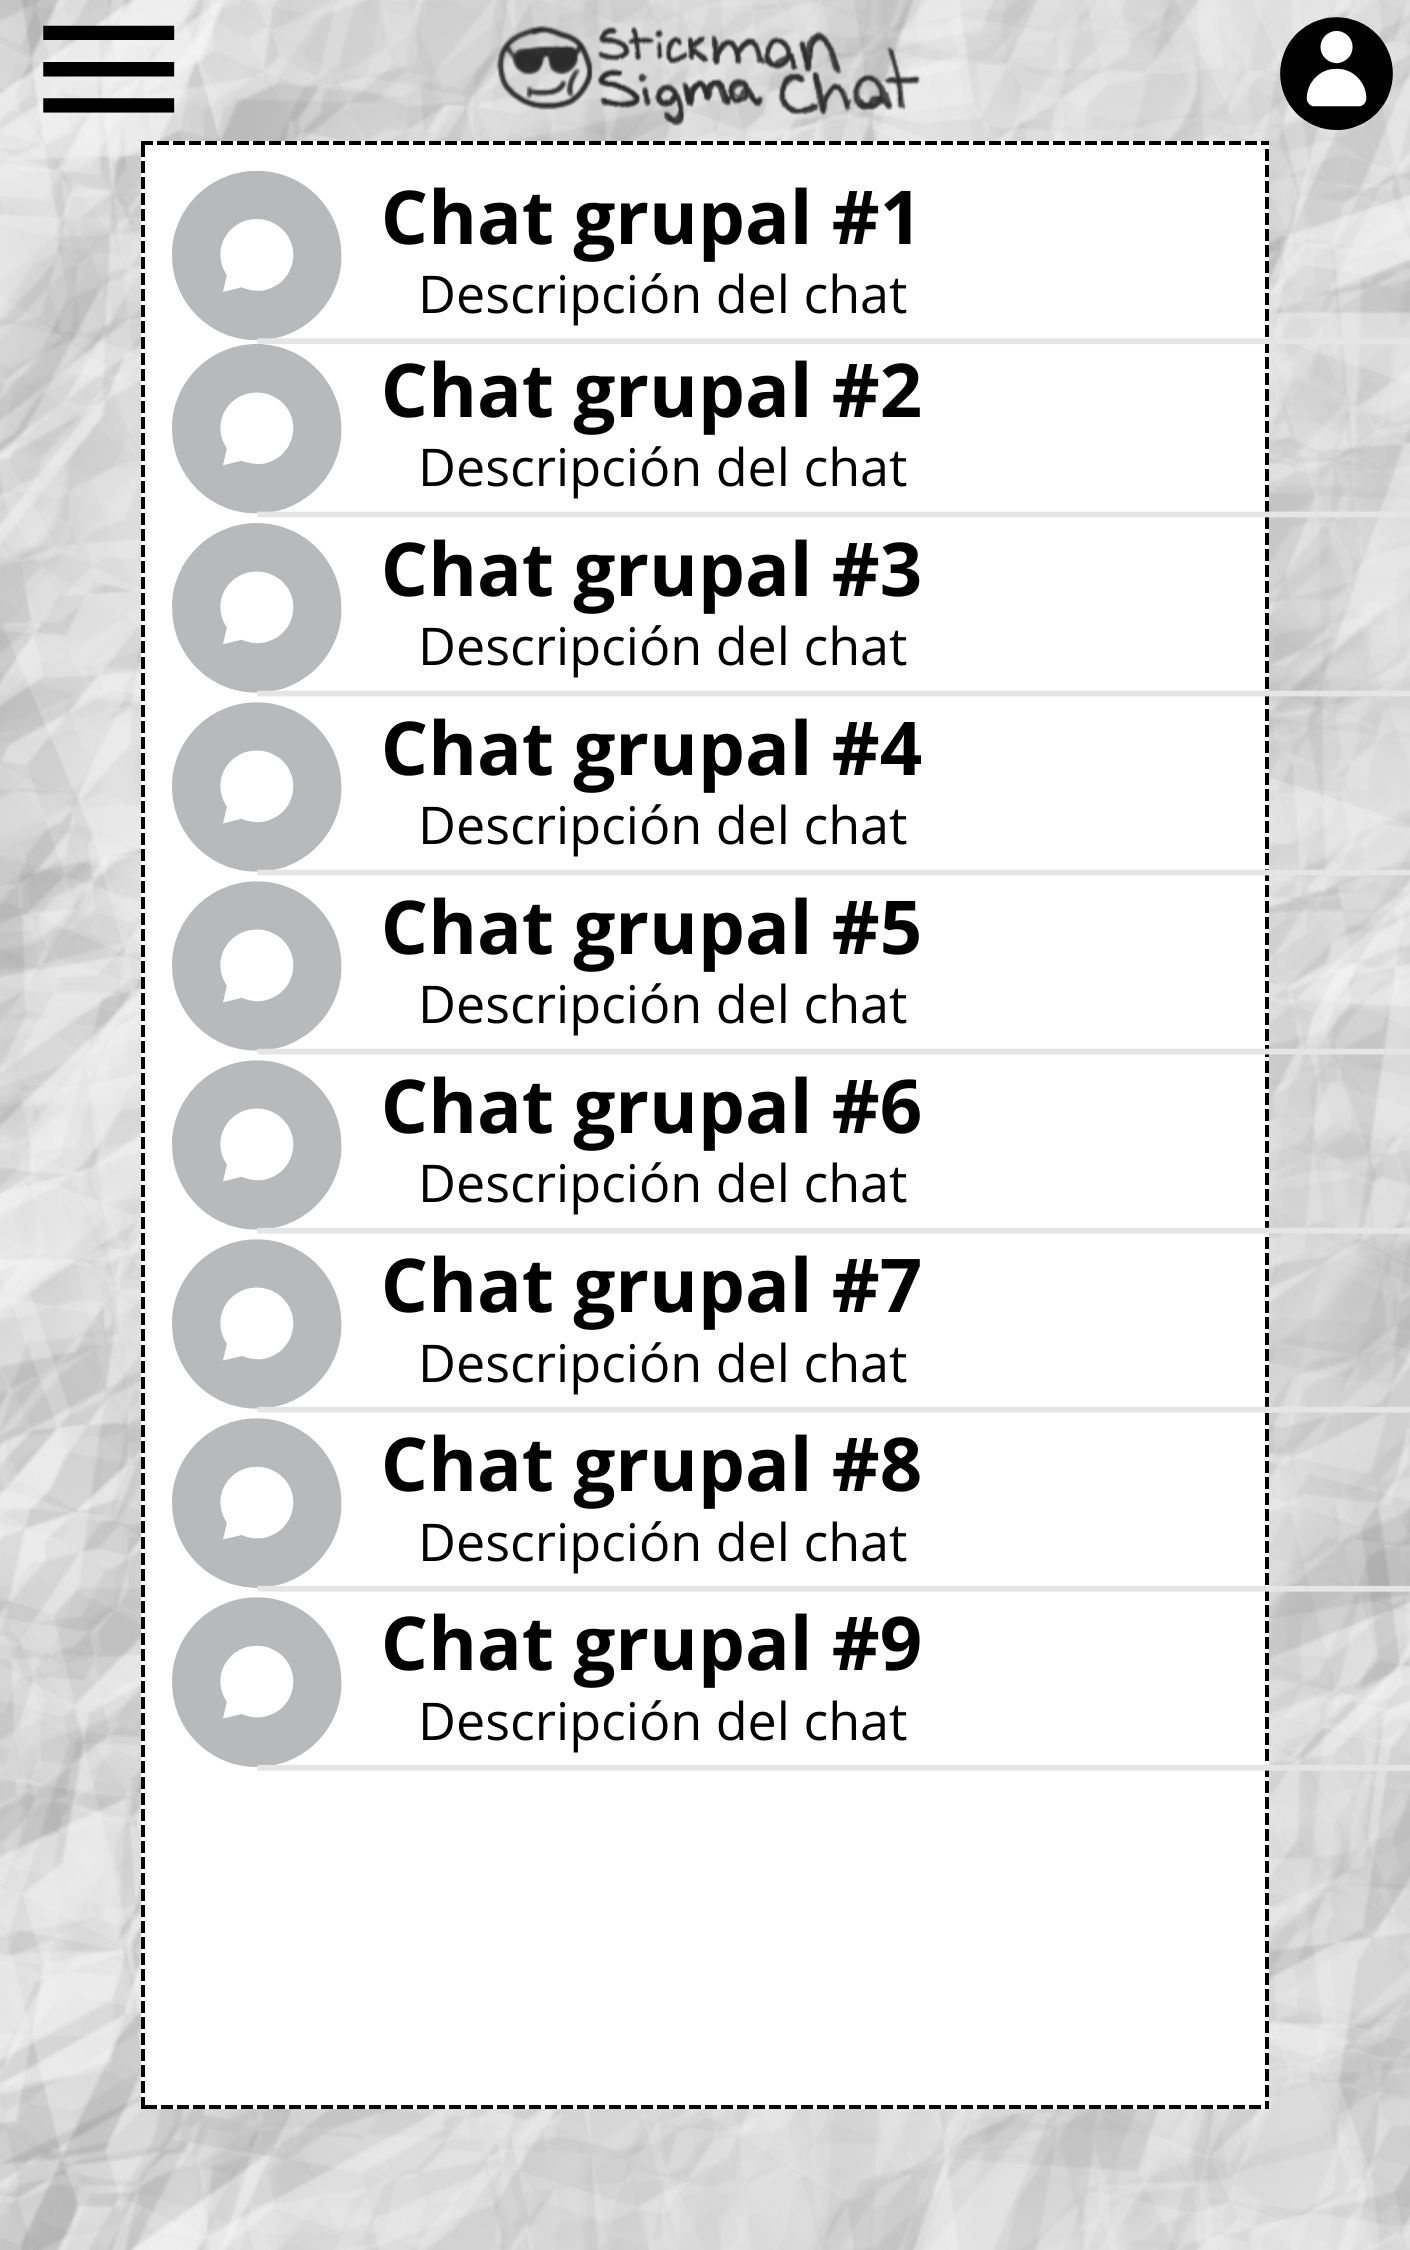 Stickman
Sigma Chat
Chat grupal #1
Descripción del chat
Chat grupal #2
Descripción del chat
Chat grupal #3
Descripción del chat
Chat grupal #4
Descripción del chat
Chat grupal #5
Descripción del chat
Chat grupal #6
Descripción del chat
Chat grupal #7
Descripción del chat
Chat grupal #8
Descripción del chat
Chat grupal #9
Descripción del chat